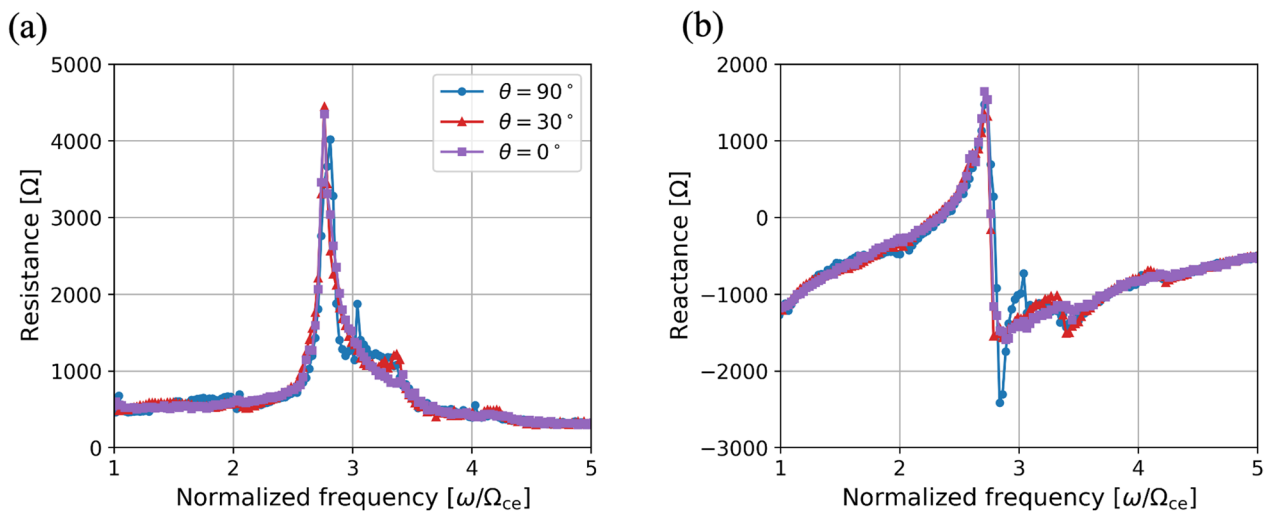 (a)
Resistance [Ω]
5000
4000
3000
2000
1000
0
θ = 90°
θ = 30°
θ = 0°
1 2 3 4 5
Normalized frequency [ω/Ωce]
(b)
Reactance [Ω]
2000
1000
0
−1000
−2000
−3000
1 2 3 4 5
Normalized frequency [ω/Ωce]